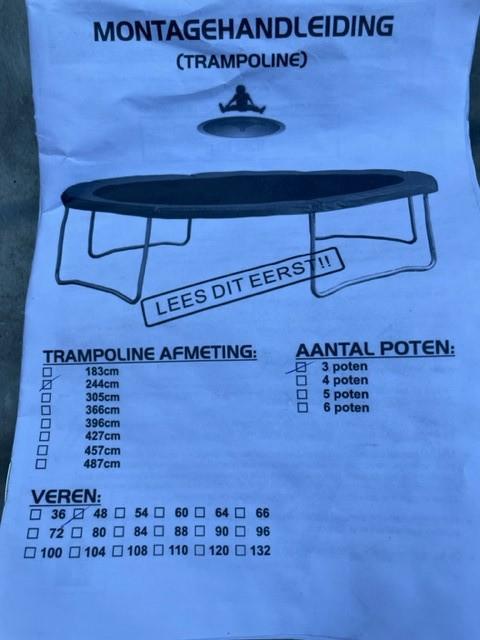 MONTAGEHANDLEIDING
(TRAMPOLINE)
LEES DIT EERST!!
TRAMPOLINE AFMETING:
183cm
244cm
305cm
366cm
396cm
427cm
457cm
487cm
AANTAL POTEN:
3 poten
4 poten
5 poten
6 poten
VEREN:
36 48 54 60 64 66
72 80 84 88 90 96
100 104 108 110 120 132